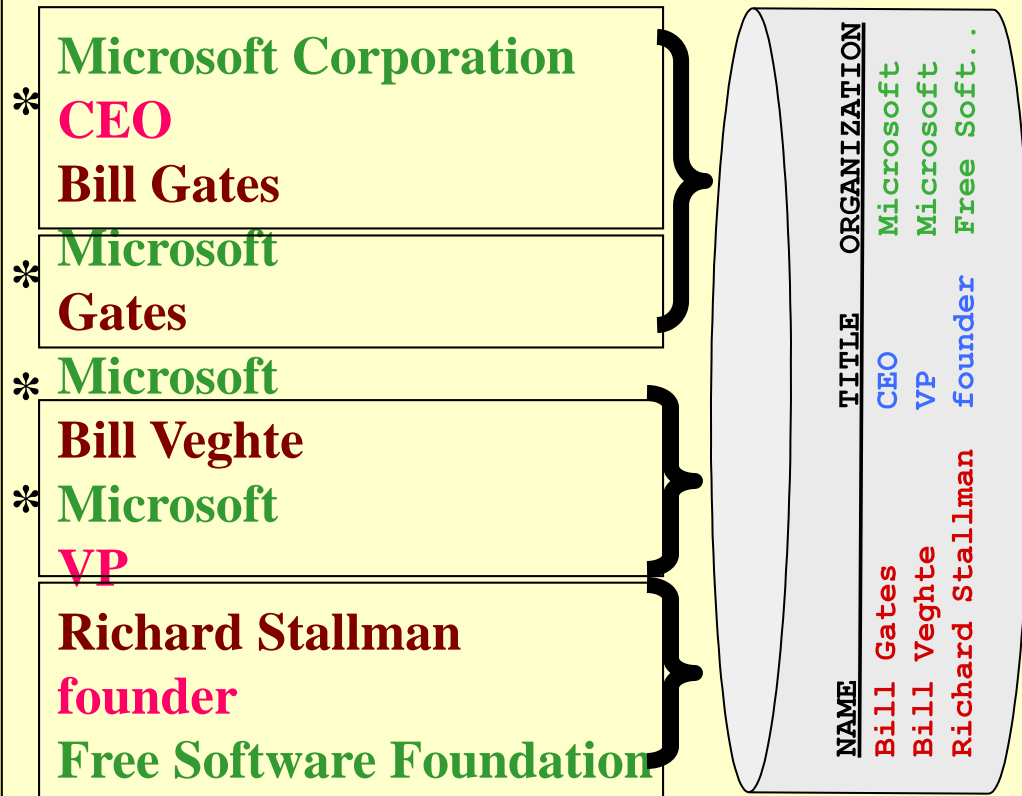 * Microsoft Corporation
CEO
Bill Gates
* Microsoft
Gates
* Microsoft
Bill Veghte
* Microsoft
VP
Richard Stallman
founder
Free Software Foundation
NAME TITLE ORGANIZATION
Bill Gates CEO Microsoft
Bill Veghte VP Microsoft
Richard Stallman founder Free Soft..